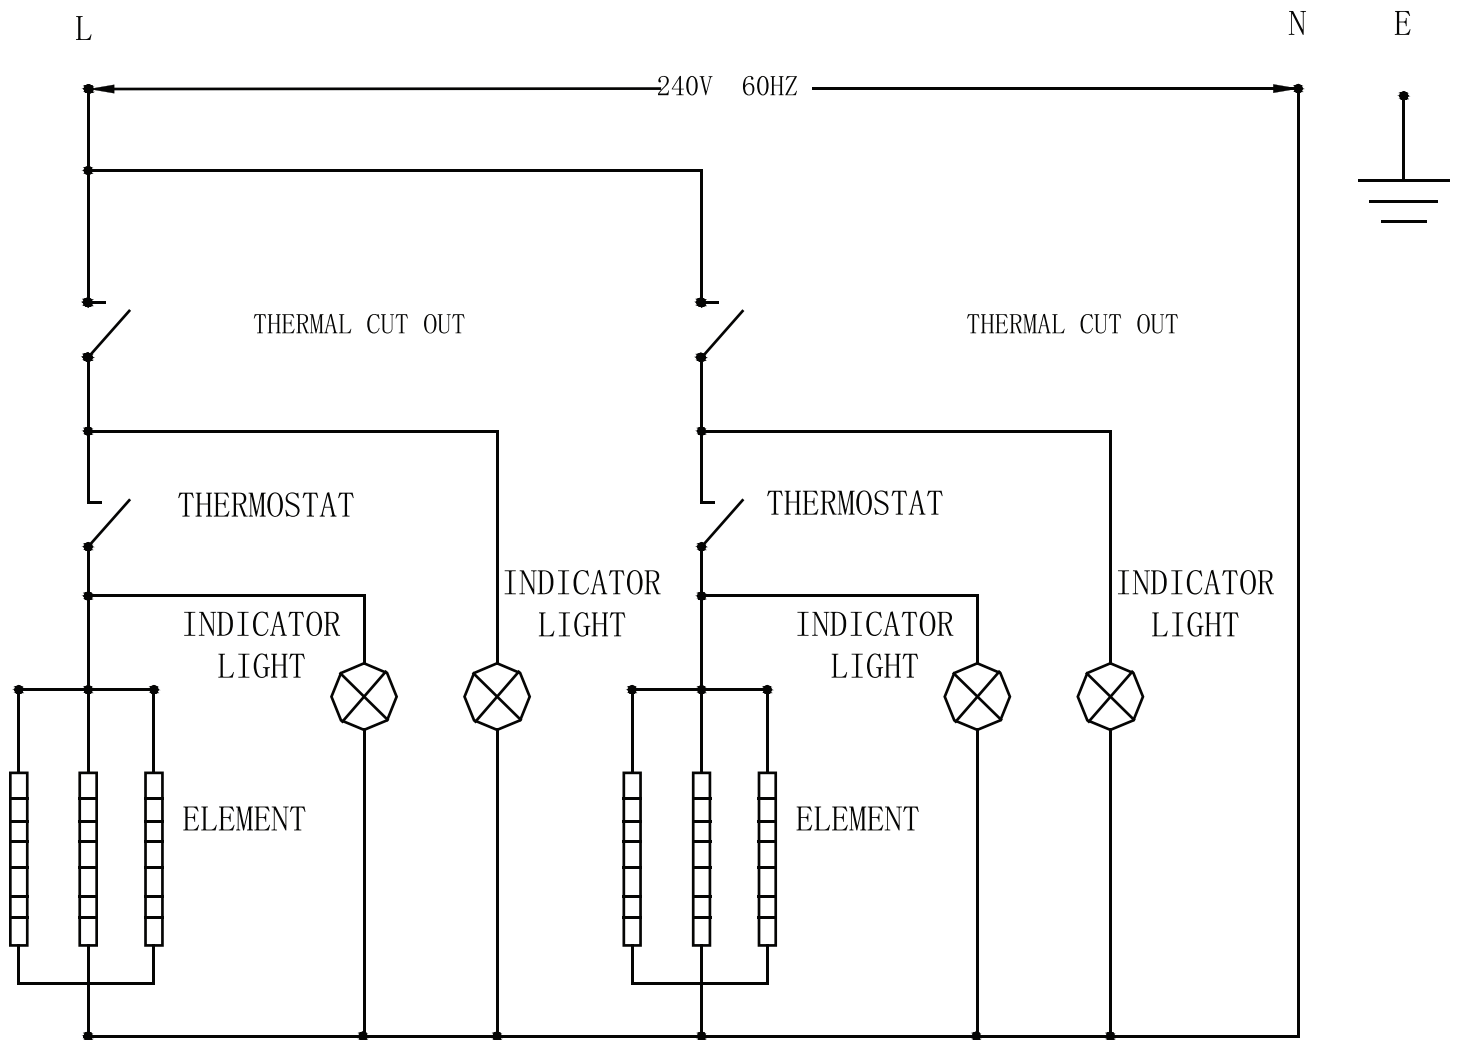 L
N
E
240V 60HZ
THERMAL CUT OUT
THERMAL CUT OUT
THERMOSTAT
THERMOSTAT
INDICATOR
LIGHT
INDICATOR
LIGHT
INDICATOR
LIGHT
INDICATOR
LIGHT
ELEMENT
ELEMENT